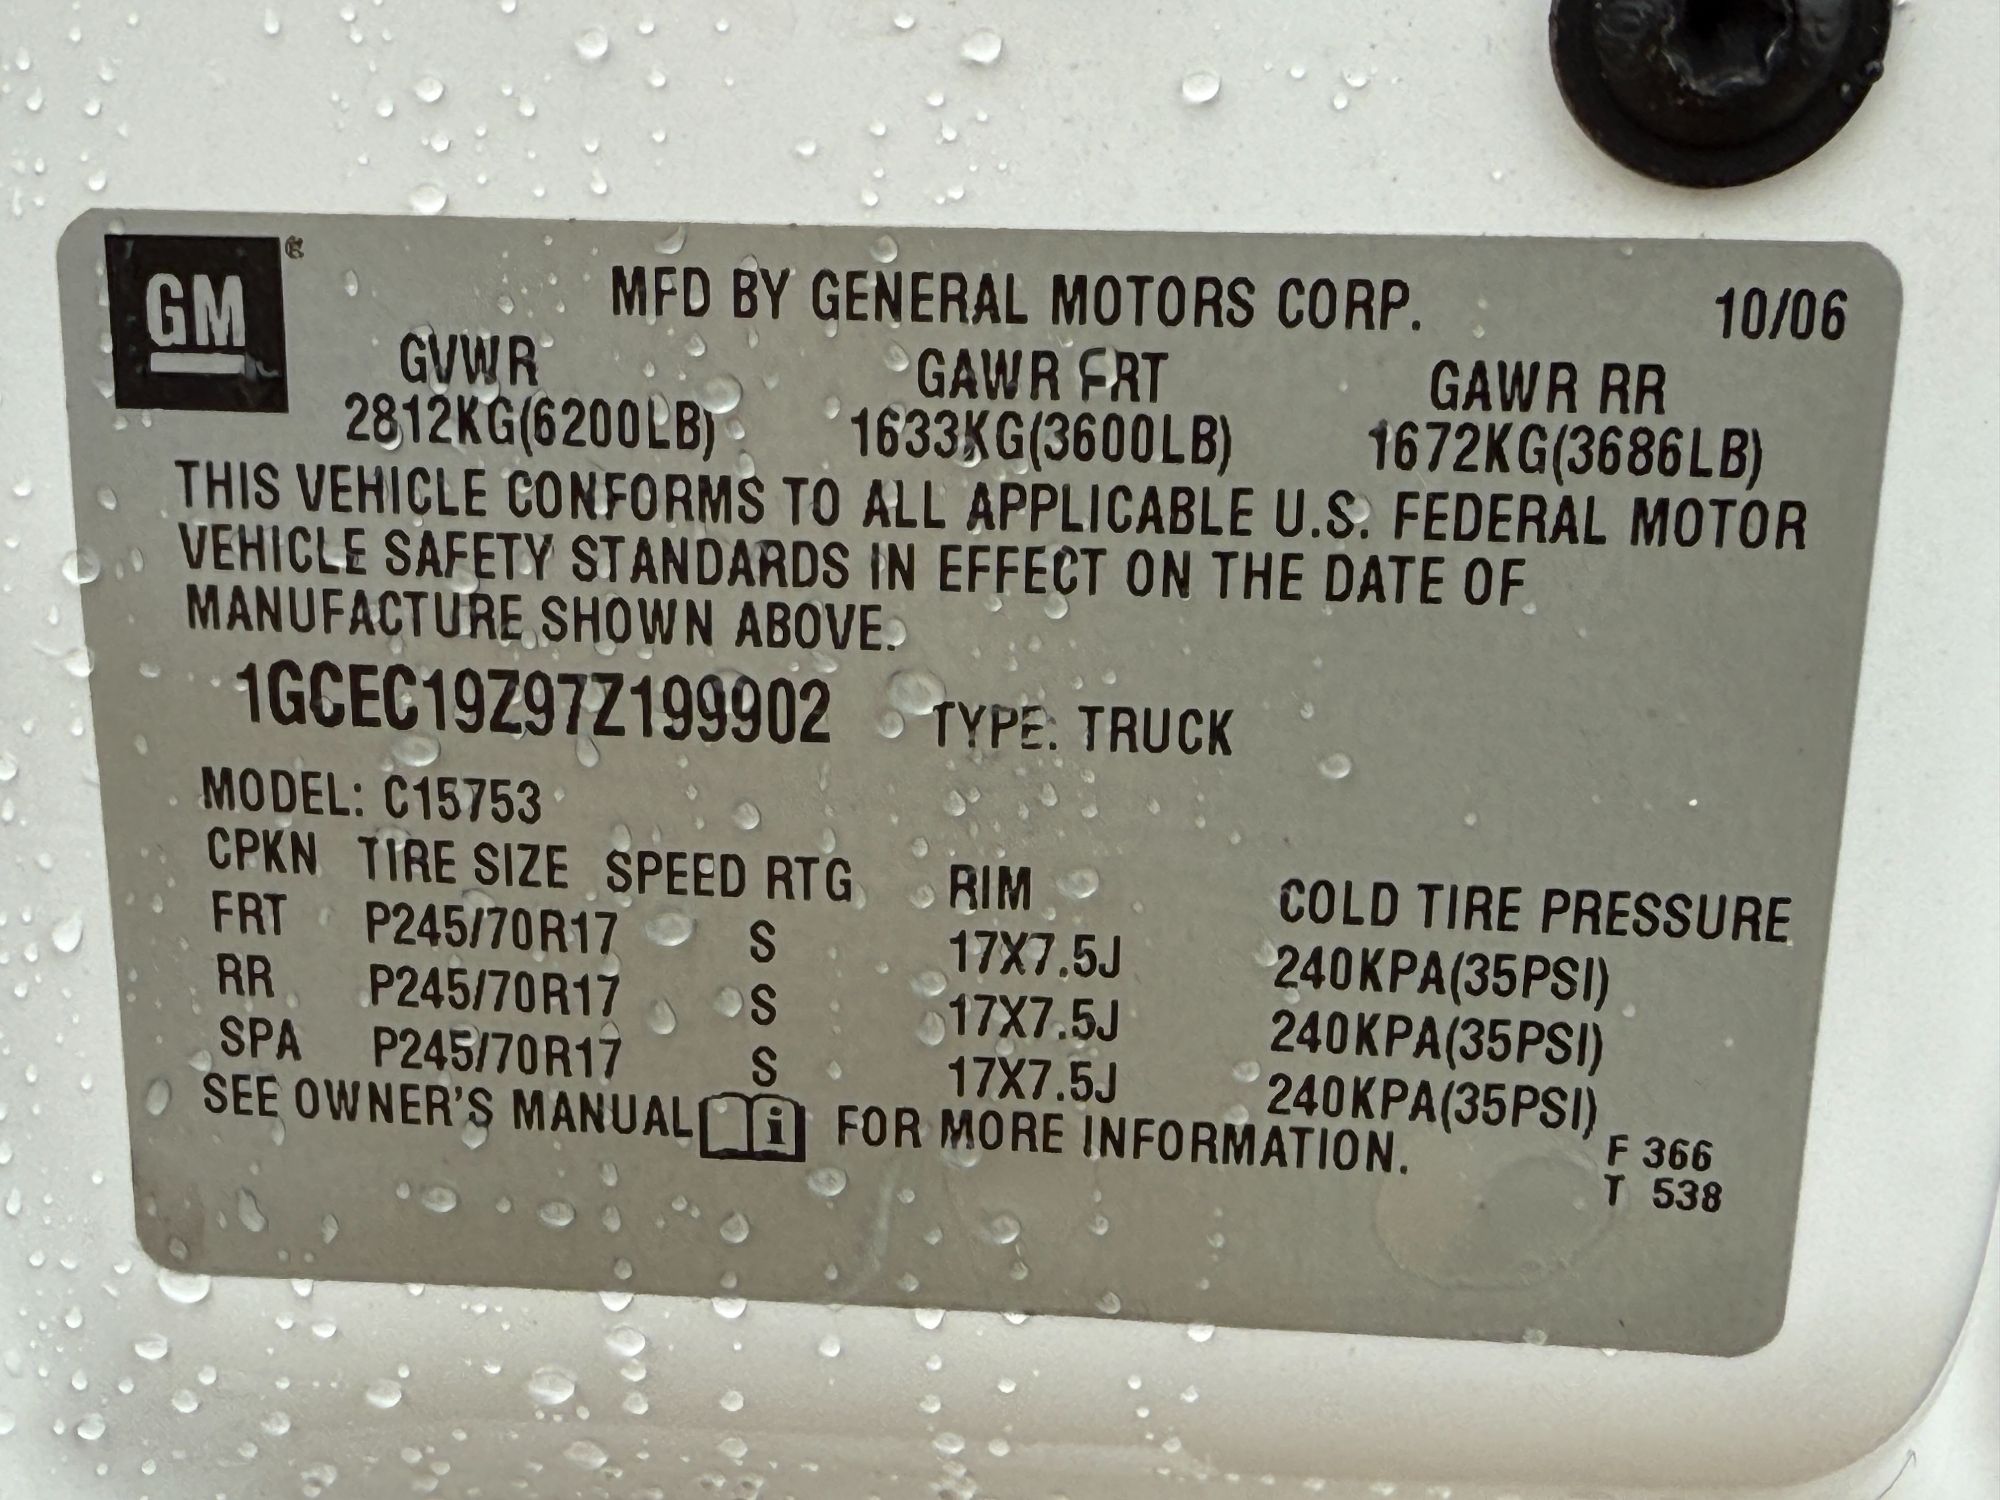 GM
MFD BY GENERAL MOTORS CORP. 10/06
GVWR GAWR FRT GAWR RR
2812KG(6200LB) 1633KG(3600LB) 1672KG(3686LB)
THIS VEHICLE CONFORMS TO ALL APPLICABLE U.S. FEDERAL MOTOR
VEHICLE SAFETY STANDARDS IN EFFECT ON THE DATE OF
MANUFACTURE SHOWN ABOVE.
1GCEC19Z97Z199902 TYPE: TRUCK
MODEL: C15753
CPKN TIRE SIZE SPEED RTG RIM COLD TIRE PRESSURE
FRT P245/70R17 S 17X7.5J 240KPA(35PSI)
RR P245/70R17 S 17X7.5J 240KPA(35PSI)
SPA P245/70R17 S 17X7.5J 240KPA(35PSI)
SEE OWNER'S MANUAL i FOR MORE INFORMATION.
F 366
T 538